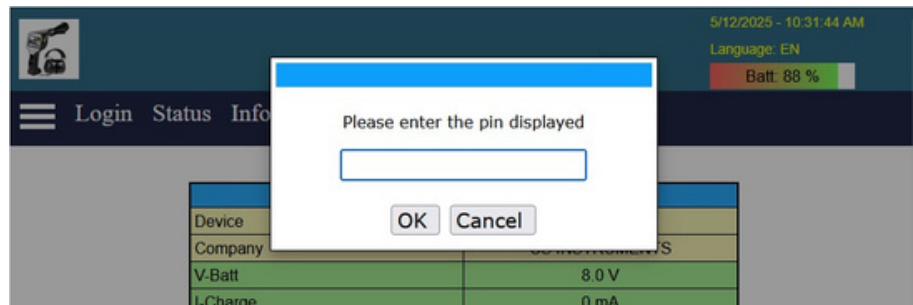 5/12/2025 - 10:31:44 AM
Language: EN
Batt: 88 %
Login Status Info
Please enter the pin displayed
OK Cancel
Device
Company
V-Batt 8.0 V
I-Charge 0 mA